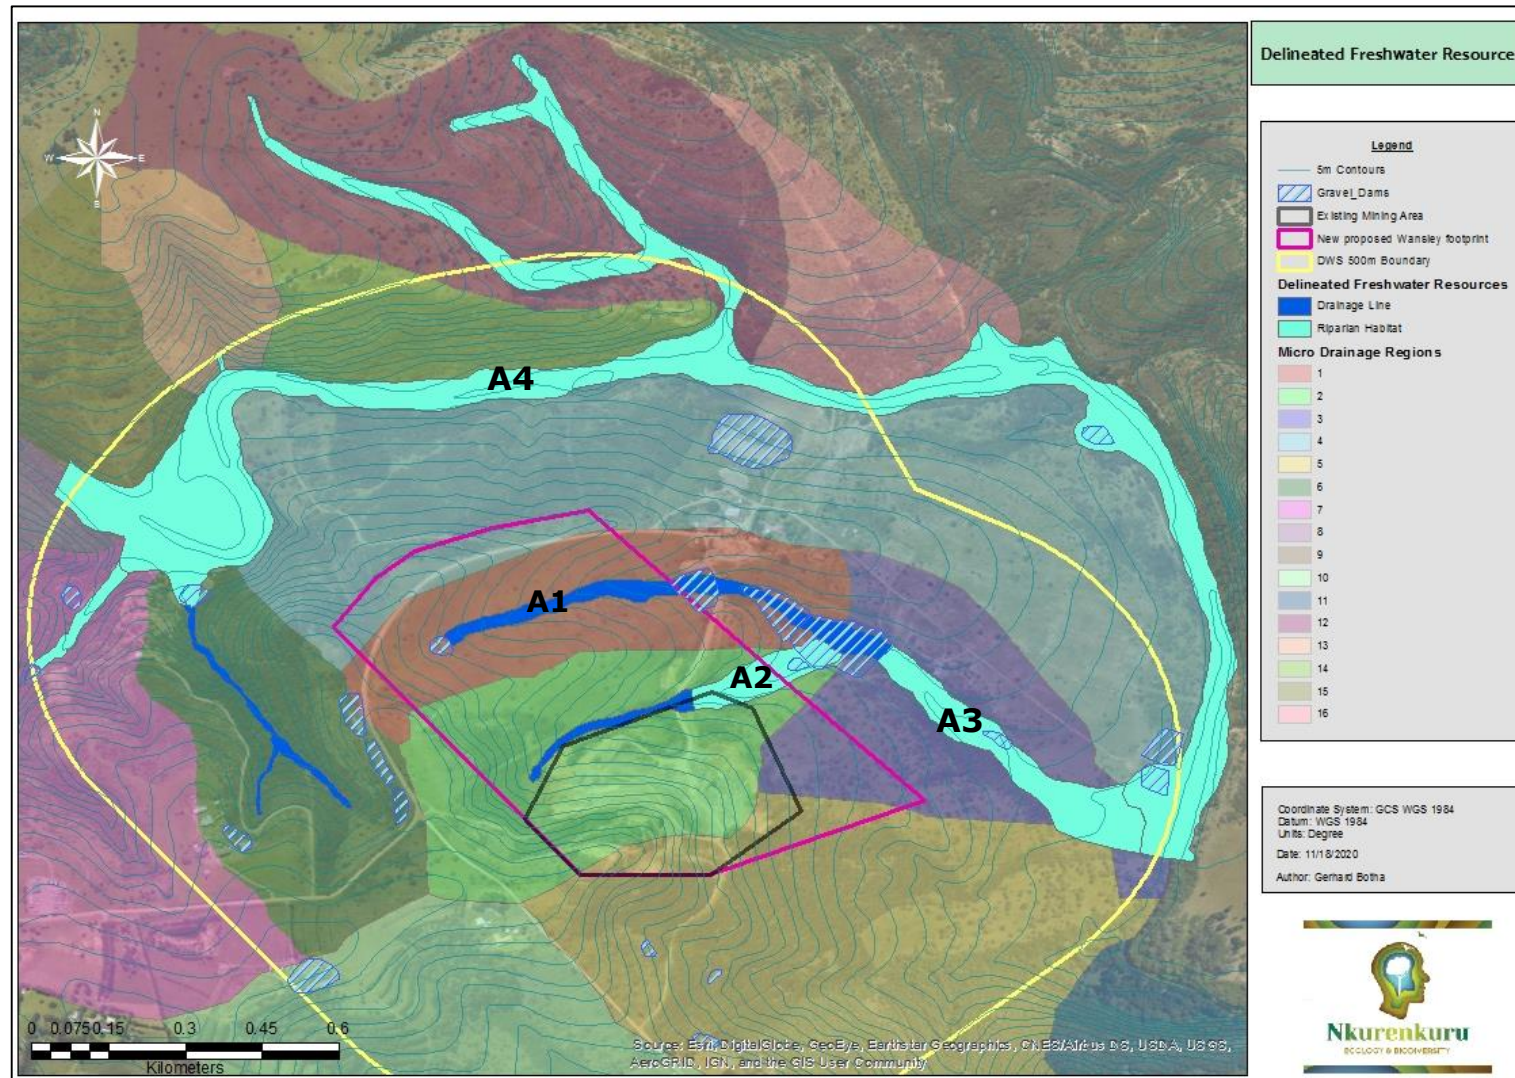 Delineated Freshwater Resource
N
W
E
S
A4
A1
A2
A3
Legend
5m Contours
Gravel_Dams
Existing Mining Area
New proposed Wansley footprint
DWS 500m Boundary
Delineated Freshwater Resources
Drainage Line
Riparian Habitat
Micro Drainage Regions
1
2
3
4
5
6
7
8
9
10
11
12
13
14
15
16
Coordinate System: GCS WGS 1984
Datum: WGS 1984
Units: Degree
Date: 11/18/2020
Author: Gerhard Botha
0 0.075 0.15 0.3 0.45 0.6
Kilometers
Source: Esri, DigitalGlobe, GeoEye, Earthstar Geographics, CNES/Airbus DS, USDA, USGS,
AeroGRID, IGN, and the GIS User Community
Nkurenkuru
ECOLOGY & BIODIVERSITY